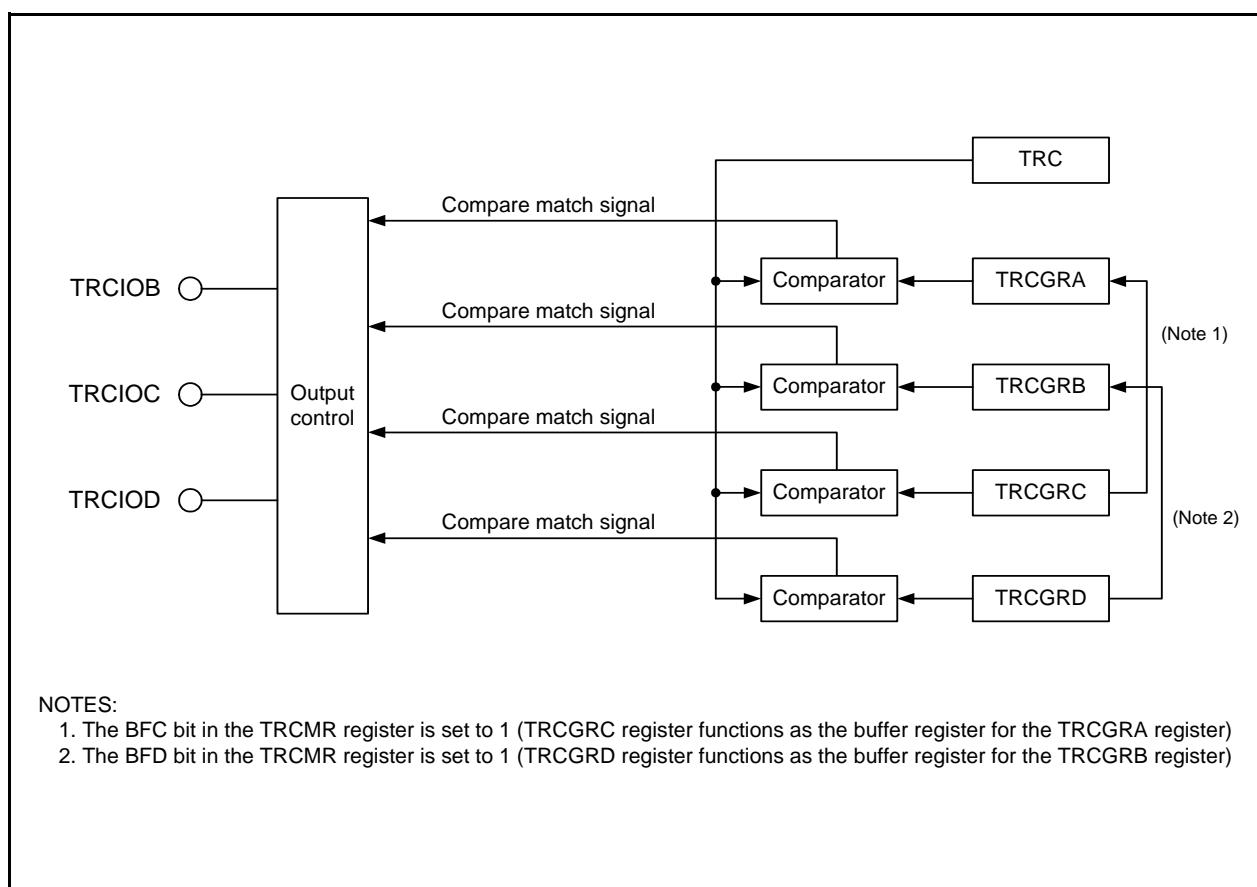 TRC
Compare match signal
Comparator
TRCGRA
TRCIOB
(Note 1)
Compare match signal
Comparator
TRCGRB
TRCIOC
Output
control
Compare match signal
Comparator
TRCGRC
TRCIOD
(Note 2)
Compare match signal
Comparator
TRCGRD
NOTES:
1. The BFC bit in the TRCMR register is set to 1 (TRCGRC register functions as the buffer register for the TRCGRA register)
2. The BFD bit in the TRCMR register is set to 1 (TRCGRD register functions as the buffer register for the TRCGRB register)